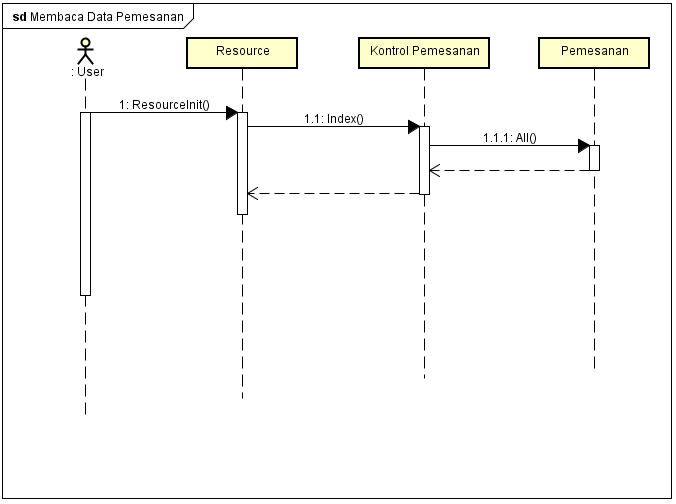 sd Membaca Data Pemesanan
: User
Resource
Kontrol Pemesanan
Pemesanan
1: ResourceInit()
1.1: Index()
1.1.1: All()